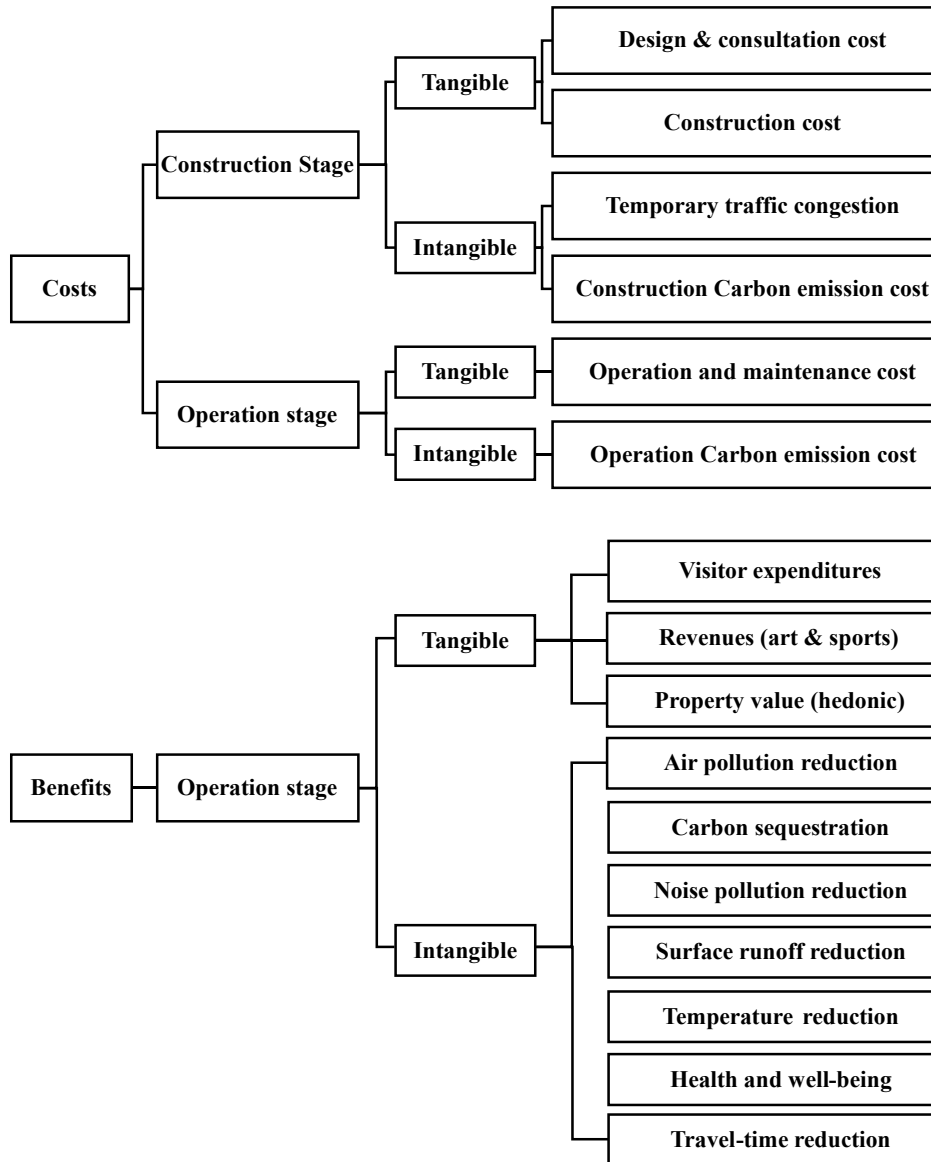 Design & consultation cost
Tangible
Construction cost
Construction Stage
Temporary traffic congestion
Intangible
Construction Carbon emission cost
Costs
Tangible
Operation and maintenance cost
Operation stage
Intangible
Operation Carbon emission cost
Visitor expenditures
Tangible
Revenues (art & sports)
Property value (hedonic)
Benefits
Operation stage
Air pollution reduction
Carbon sequestration
Noise pollution reduction
Intangible
Surface runoff reduction
Temperature reduction
Health and well-being
Travel-time reduction